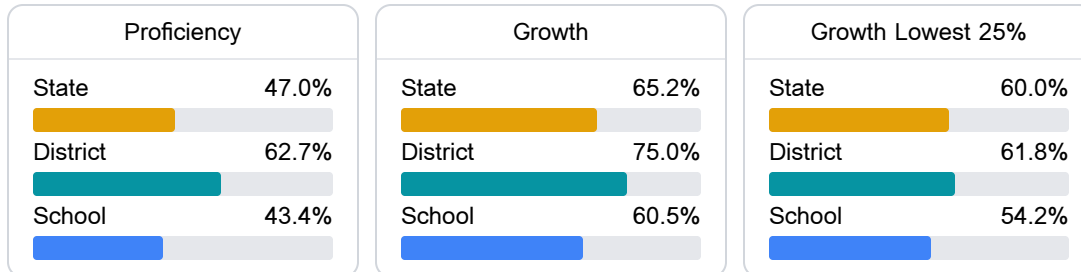 Proficiency
State 47.0%
District 62.7%
School 43.4%
Growth
State 65.2%
District 75.0%
School 60.5%
Growth Lowest 25%
State 60.0%
District 61.8%
School 54.2%